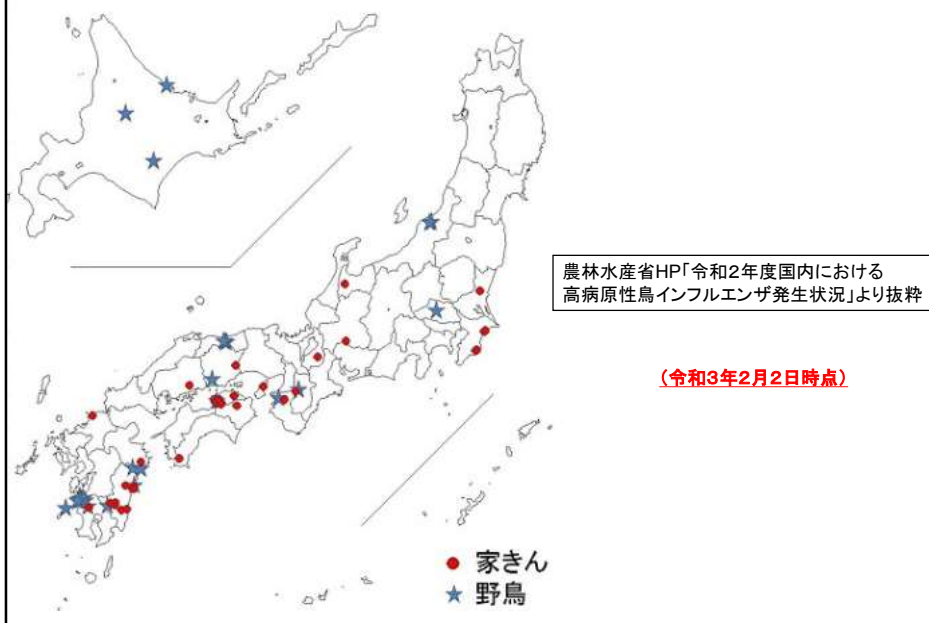 農林水産省HP「令和2年度国内における
高病原性鳥インフルエンザ発生状況」より抜粋
(令和3年2月2日時点)
家きん
野鳥